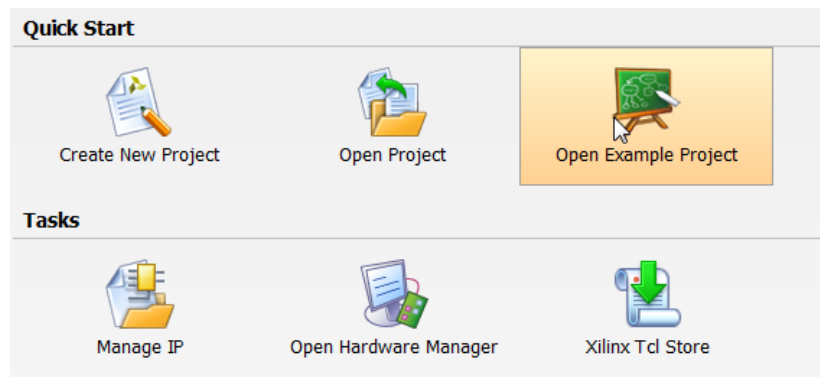 Quick Start
Create New Project
Open Project
Open Example Project
Tasks
Manage IP
Open Hardware Manager
Xilinx Tcl Store